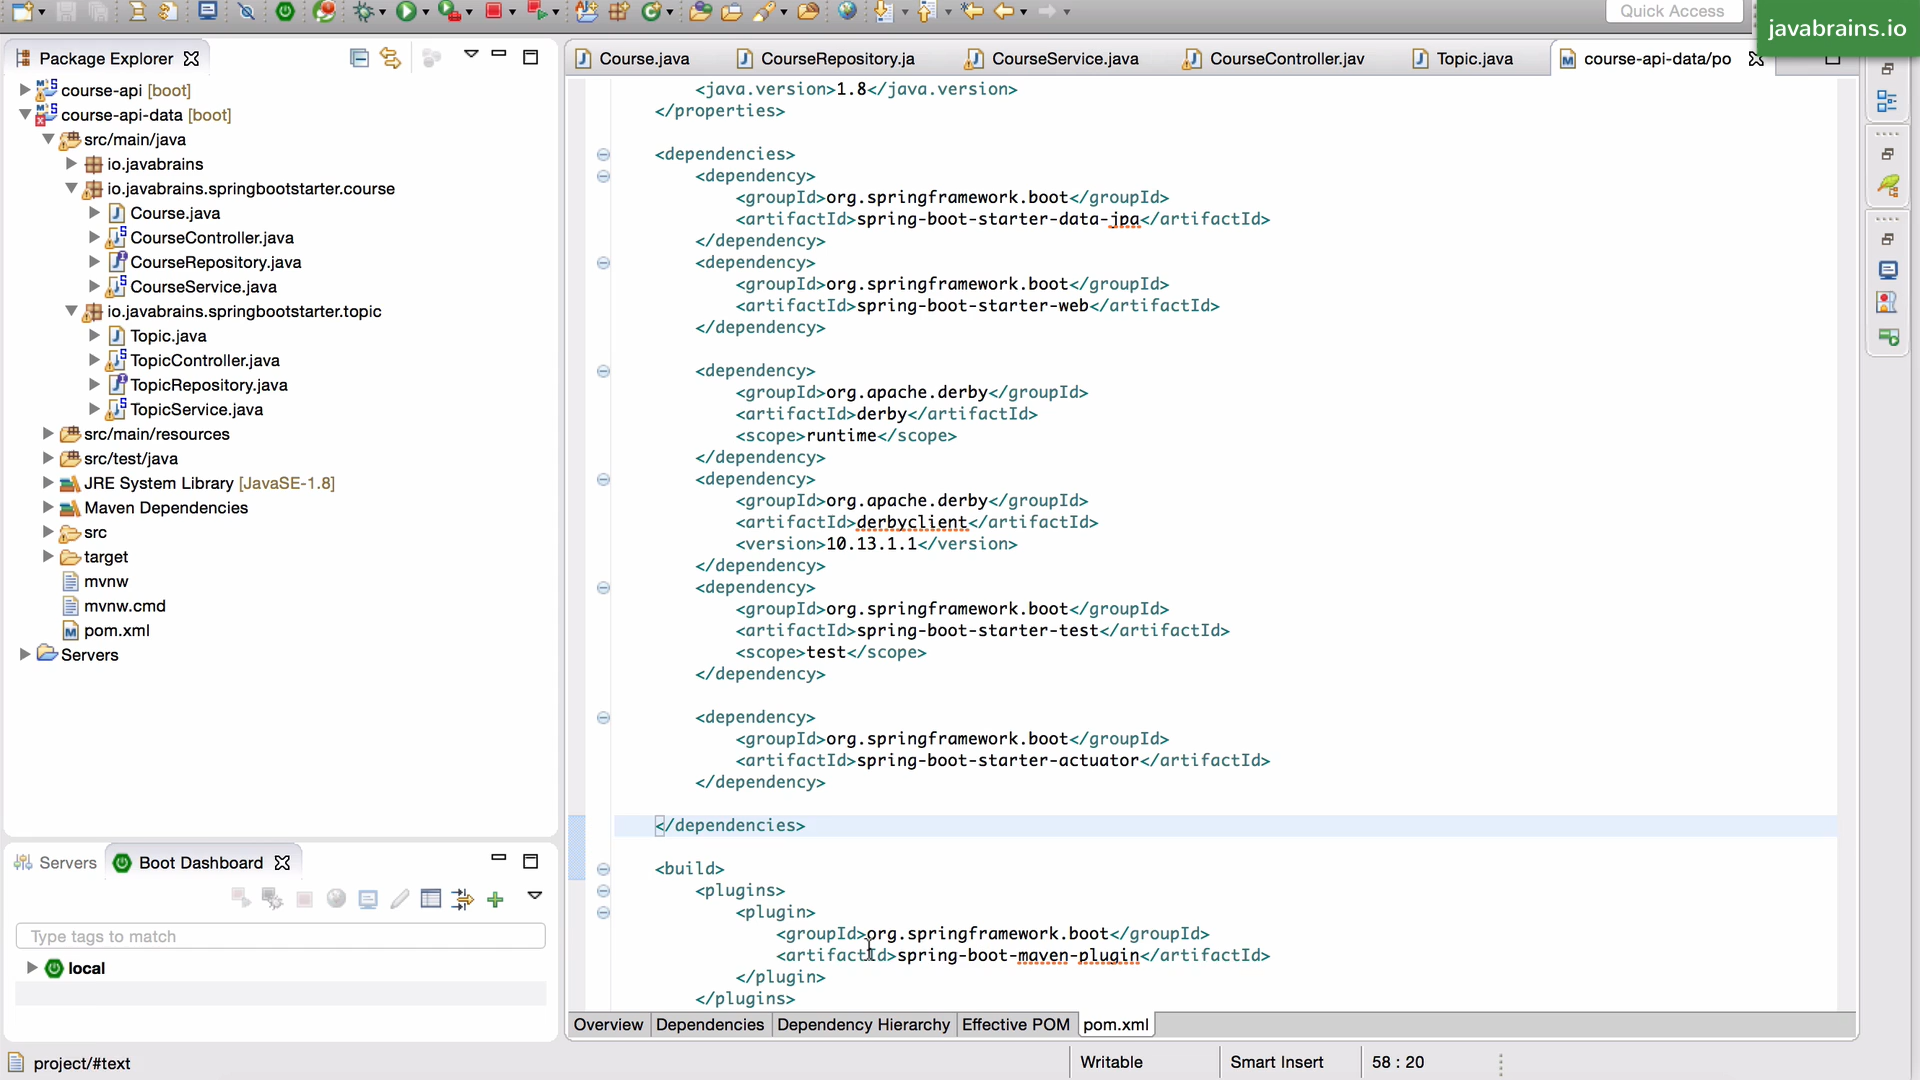 Quick Access
javabrains.io
Package Explorer
Course.java
CourseRepository.ja
CourseService.java
CourseController.jav
Topic.java
course-api-data/po
course-api [boot]
course-api-data [boot]
src/main/java
io.javabrains
io.javabrains.springbootstarter.course
Course.java
CourseController.java
CourseRepository.java
CourseService.java
io.javabrains.springbootstarter.topic
Topic.java
TopicController.java
TopicRepository.java
TopicService.java
src/main/resources
src/test/java
JRE System Library [JavaSE-1.8]
Maven Dependencies
src
target
mvnw
mvnw.cmd
pom.xml
Servers
<java.version>1.8</java.version>
</properties>
<dependencies>
<dependency>
<groupId>org.springframework.boot</groupId>
<artifactId>spring-boot-starter-data-jpa</artifactId>
</dependency>
<dependency>
<groupId>org.springframework.boot</groupId>
<artifactId>spring-boot-starter-web</artifactId>
</dependency>
<dependency>
<groupId>org.apache.derby</groupId>
<artifactId>derby</artifactId>
<scope>runtime</scope>
</dependency>
<dependency>
<groupId>org.apache.derby</groupId>
<artifactId>derbyclient</artifactId>
<version>10.13.1.1</version>
</dependency>
<dependency>
<groupId>org.springframework.boot</groupId>
<artifactId>spring-boot-starter-test</artifactId>
<scope>test</scope>
</dependency>
<dependency>
<groupId>org.springframework.boot</groupId>
<artifactId>spring-boot-starter-actuator</artifactId>
</dependency>
</dependencies>
<build>
<plugins>
<plugin>
<groupId>org.springframework.boot</groupId>
<artifactId>spring-boot-maven-plugin</artifactId>
</plugin>
</plugins>
Servers
Boot Dashboard
Type tags to match
local
Overview
Dependencies
Dependency Hierarchy
Effective POM
pom.xml
project/#text
Writable
Smart Insert
58 : 20